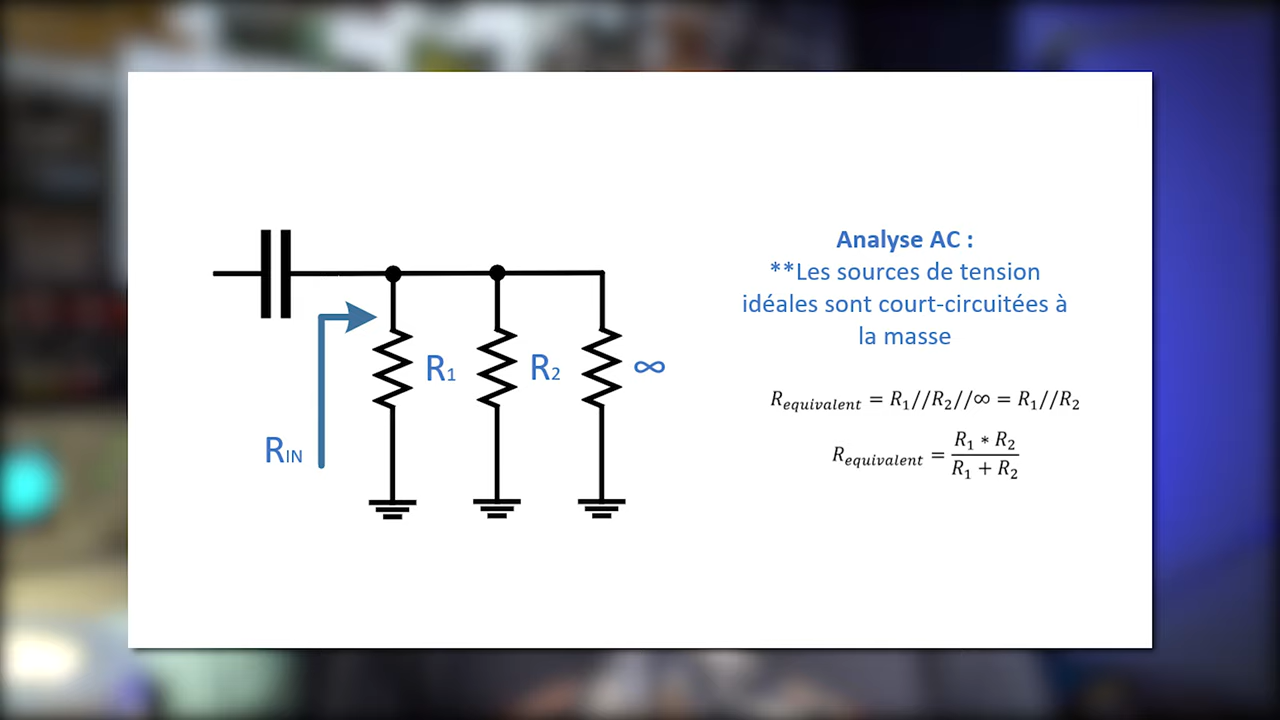 Analyse AC :
**Les sources de tension
idéales sont court-circuitées à
la masse
R1
R2
∞
RIN
Requivalent = R1//R2//∞ = R1//R2
Requivalent = R1 * R2 / R1 + R2